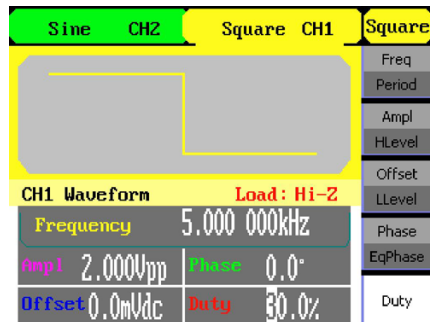 Sine CH2 Square CH1 Square
Freq
Period
Ampl
HLevel
Offset
LLevel
Phase
EqPhase
Duty
CH1 Waveform Load: Hi-Z
Frequency 5.000 000kHz
Ampl 2.000Vpp Phase 0.0°
Offset 0.0mVdc Duty 30.0%